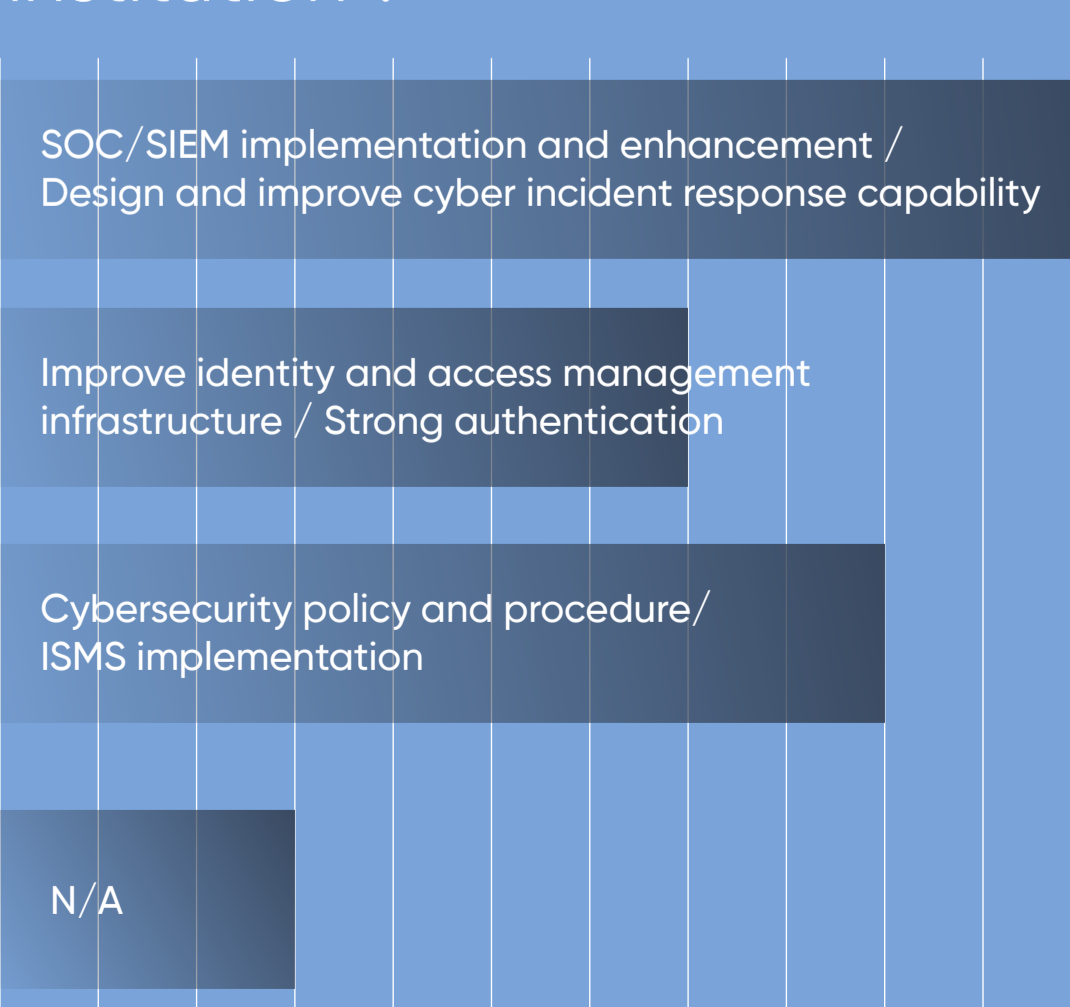 SOC/SIEM implementation and enhancement /
Design and improve cyber incident response capability
Improve identity and access management
infrastructure / Strong authentication
Cybersecurity policy and procedure/
ISMS implementation
N/A